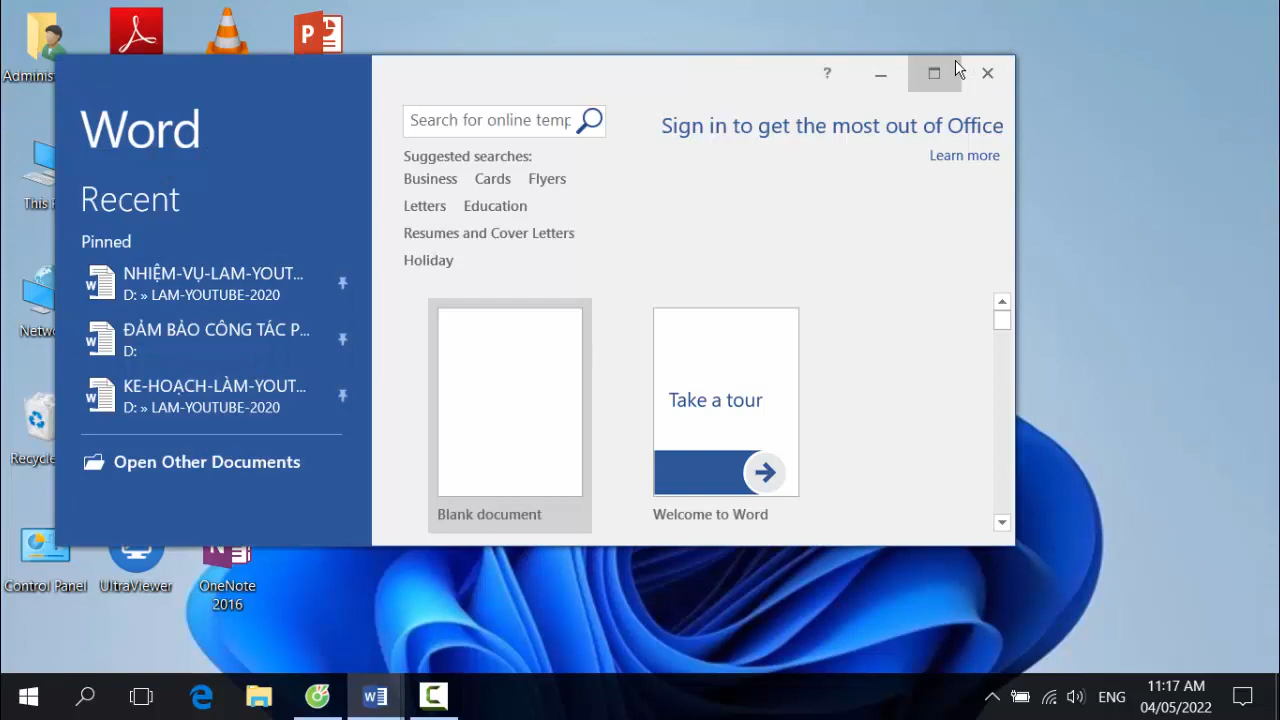 Adminis
This P
Netwo
Recycle
Control Panel
UltraViewer
OneNote
2016
Word
Recent
Pinned
NHIỆM-VỤ-LAM-YOUT...
D: » LAM-YOUTUBE-2020
ĐẢM BẢO CÔNG TÁC P...
D:
KE-HOẠCH-LÀM-YOUT...
D: » LAM-YOUTUBE-2020
Open Other Documents
?
Search for online temp
Sign in to get the most out of Office
Learn more
Suggested searches:
Business Cards Flyers
Letters Education
Resumes and Cover Letters
Holiday
Take a tour
Blank document
Welcome to Word
ENG
11:17 AM
04/05/2022